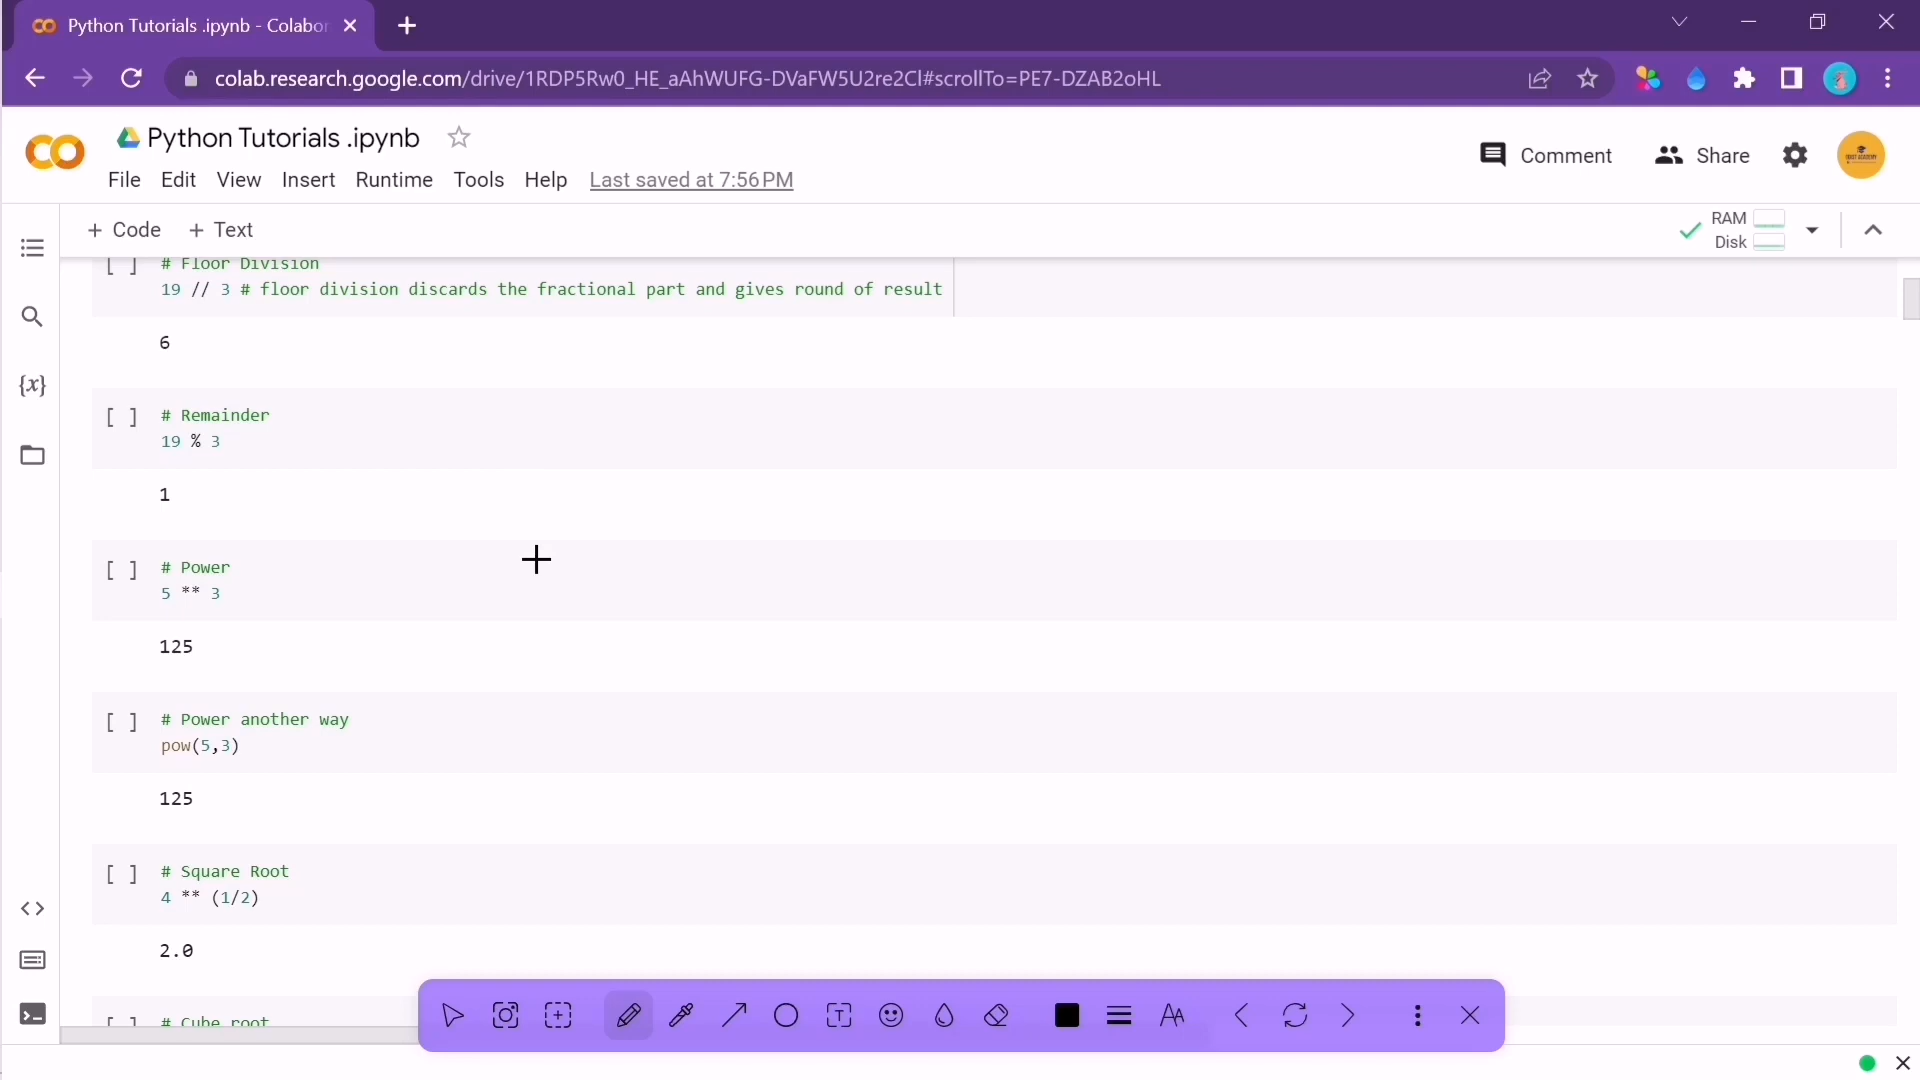 Python Tutorials .ipynb - Colabor
colab.research.google.com/drive/1RDP5Rw0_HE_aAhWUFG-DVaFW5U2re2Cl#scrollTo=PE7-DZAB2oHL
Python Tutorials .ipynb
Comment
Share
File Edit View Insert Runtime Tools Help Last saved at 7:56 PM
+ Code + Text
RAM
Disk
[ ] # Floor Division
19 // 3 # floor division discards the fractional part and gives round of result
6
{x}
[ ] # Remainder
19 % 3
1
[ ] # Power
5 ** 3
125
[ ] # Power another way
pow(5,3)
125
[ ] # Square Root
4 ** (1/2)
2.0
[ ] # Cube root